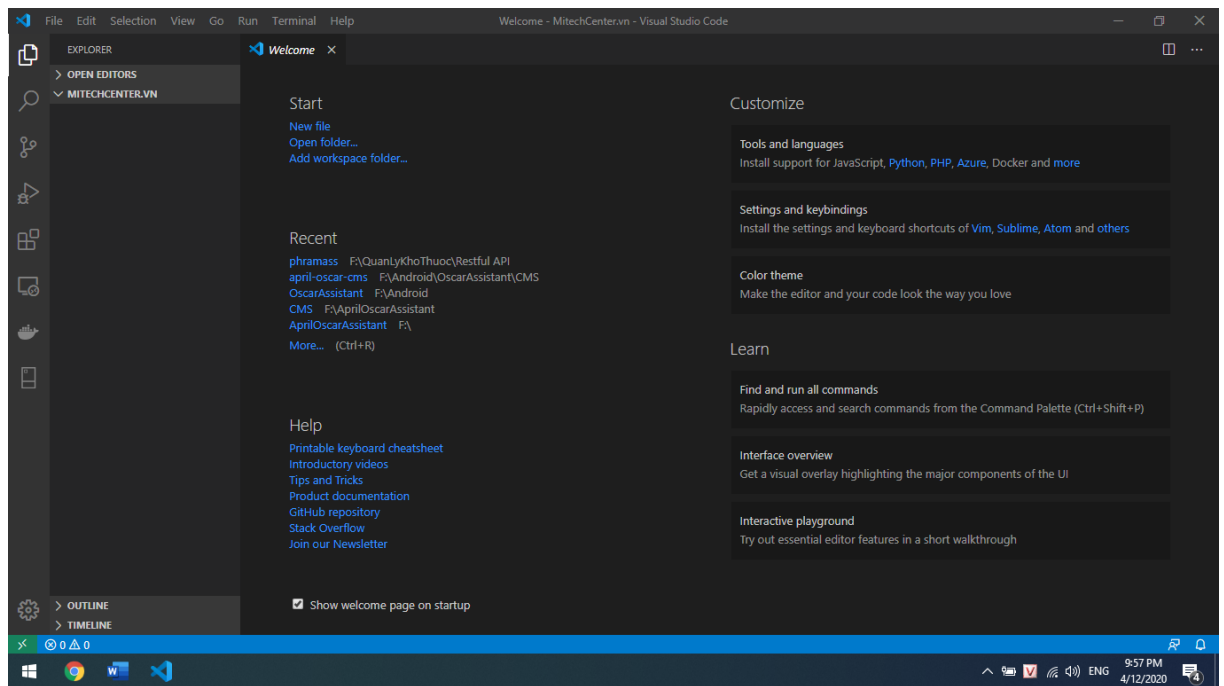 File Edit Selection View Go Run Terminal Help
Welcome - MitechCenter.vn - Visual Studio Code
EXPLORER
OPEN EDITORS
MITECHCENTER.VN
OUTLINE
TIMELINE
Welcome
Start
New file
Open folder...
Add workspace folder...
Recent
phramass F:\QuanLyKhoThuoc\Restful API
april-oscar-cms F:\Android\OscarAssistant\CMS
OscarAssistant F:\Android
CMS F:\AprilOscarAssistant
AprilOscarAssistant F:\
More... (Ctrl+R)
Help
Printable keyboard cheatsheet
Introductory videos
Tips and Tricks
Product documentation
GitHub repository
Stack Overflow
Join our Newsletter
Show welcome page on startup
Customize
Tools and languages
Install support for JavaScript, Python, PHP, Azure, Docker and more
Settings and keybindings
Install the settings and keyboard shortcuts of Vim, Sublime, Atom and others
Color theme
Make the editor and your code look the way you love
Learn
Find and run all commands
Rapidly access and search commands from the Command Palette (Ctrl+Shift+P)
Interface overview
Get a visual overlay highlighting the major components of the UI
Interactive playground
Try out essential editor features in a short walkthrough
0 0
V ENG
9:57 PM
4/12/2020
4